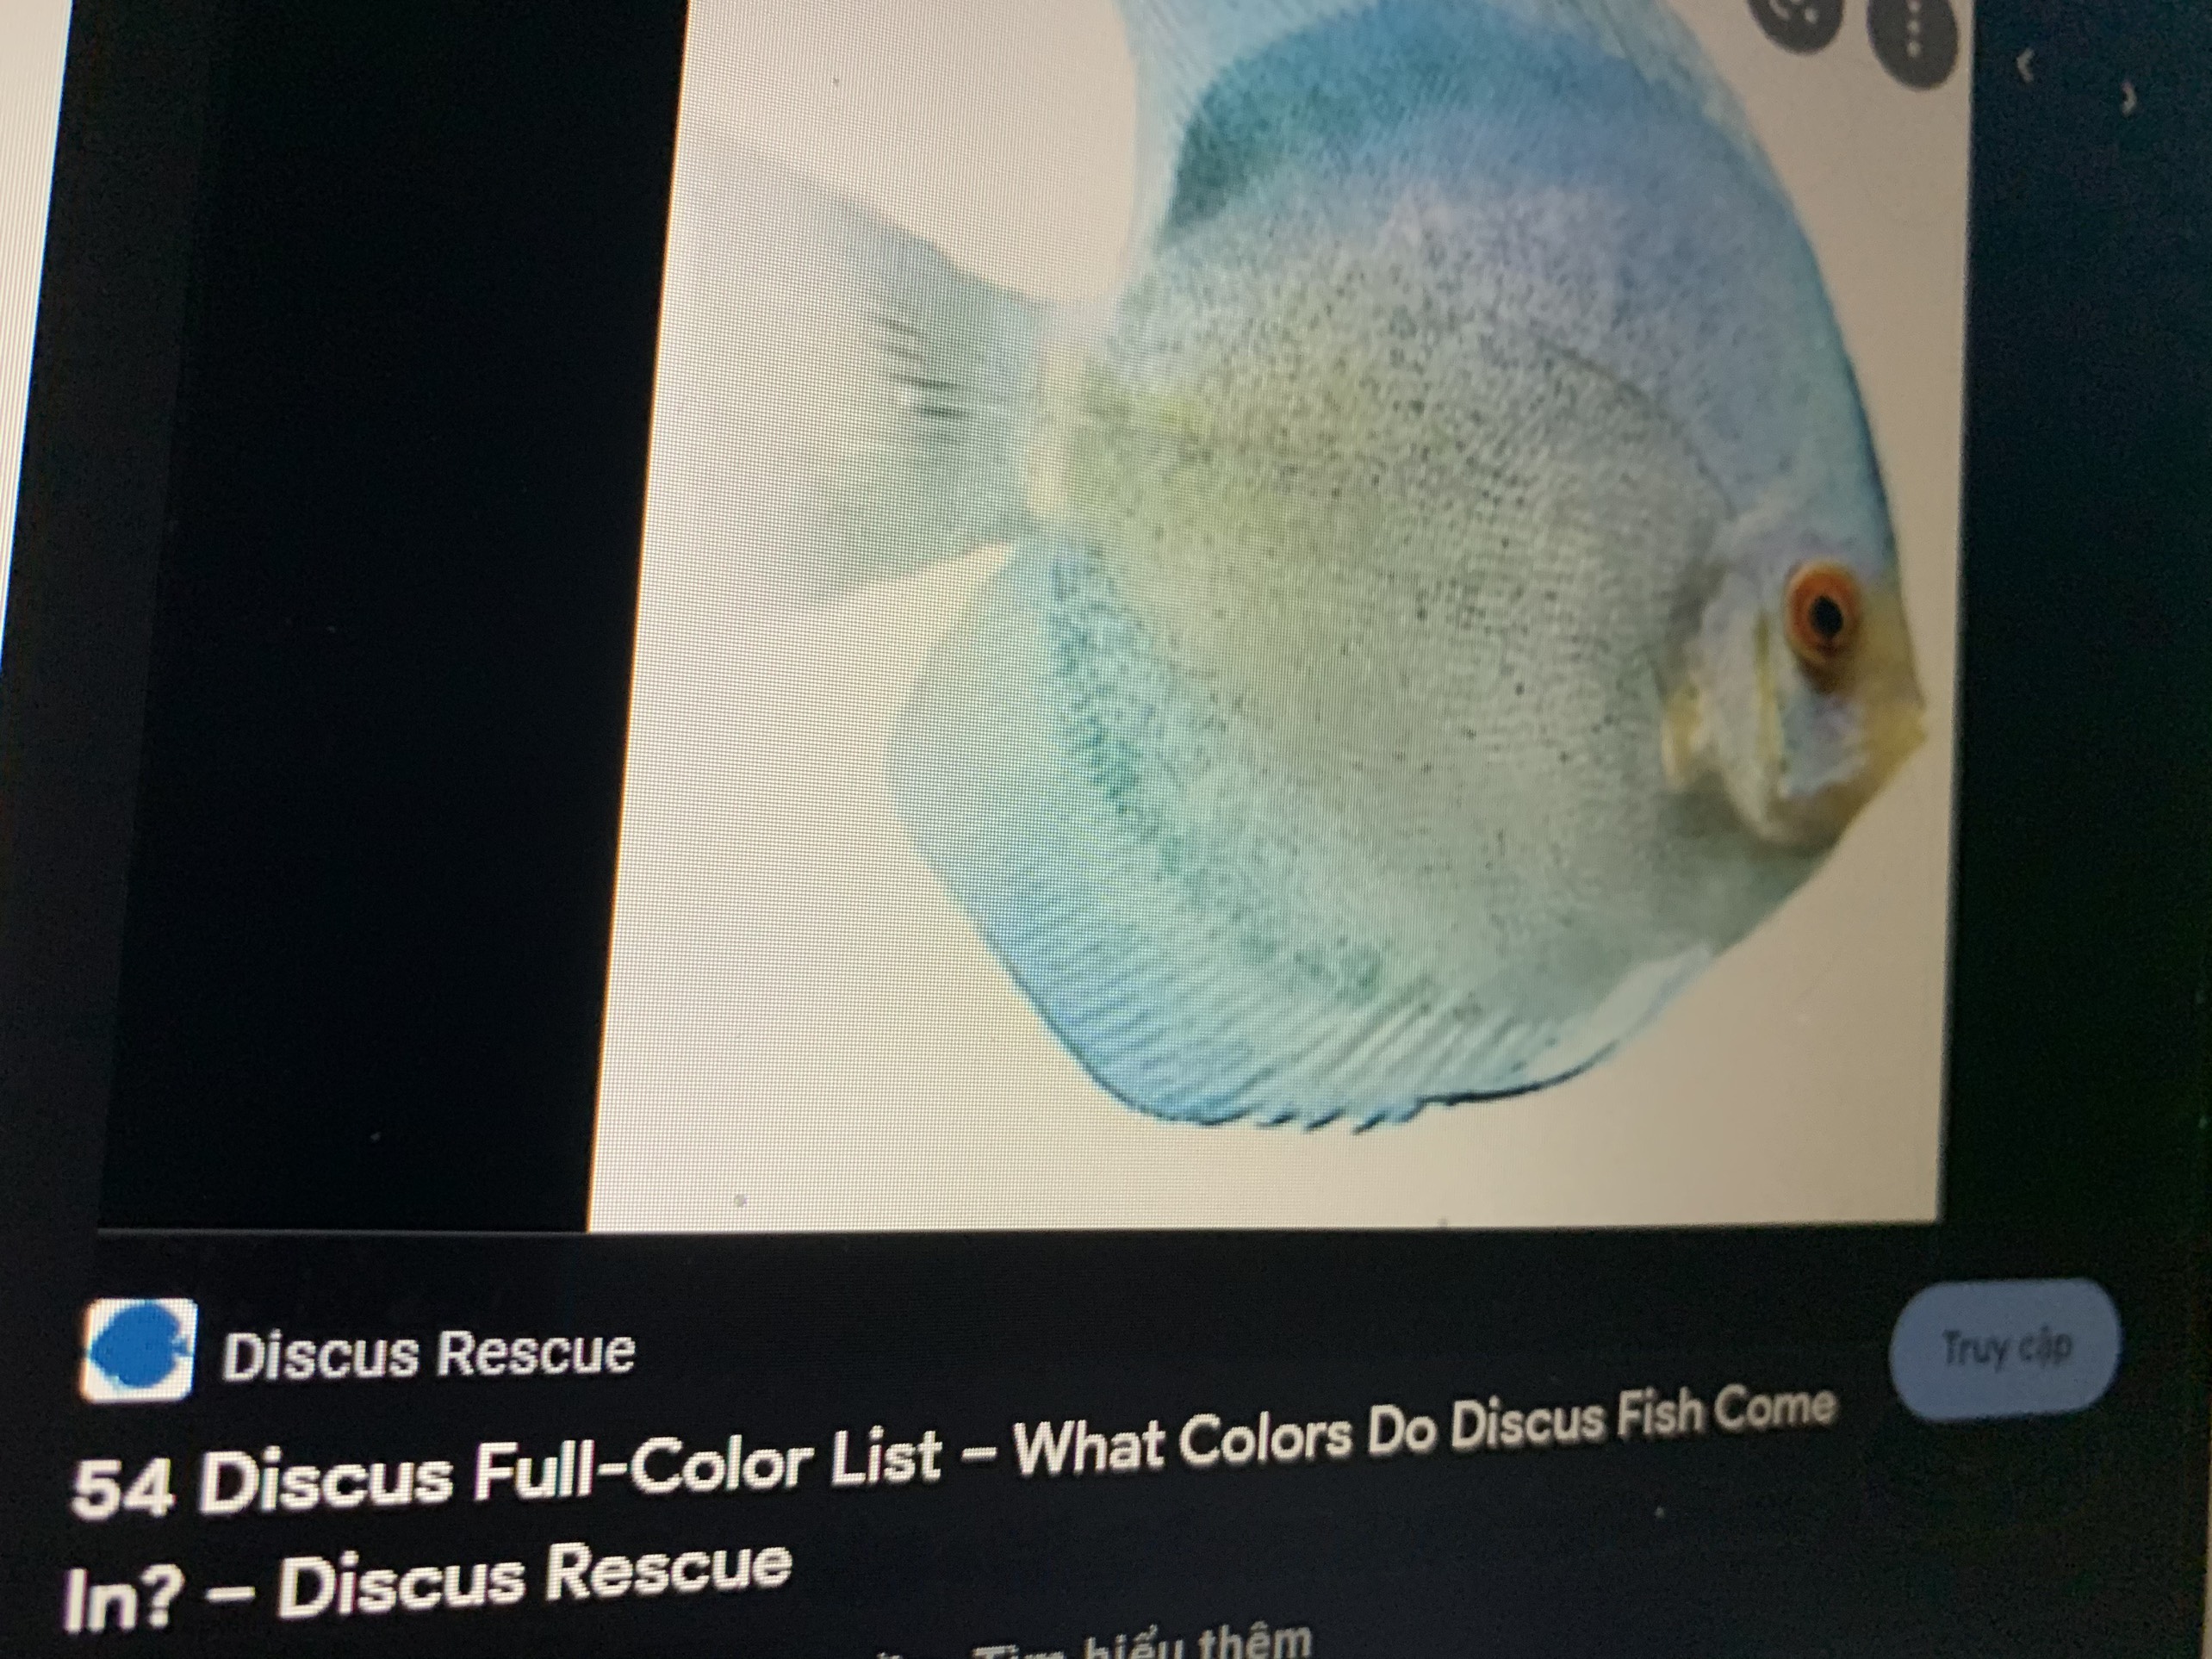 Discus Rescue
Truy cập
54 Discus Full-Color List – What Colors Do Discus Fish Come
In? – Discus Rescue
Tìm hiểu thêm